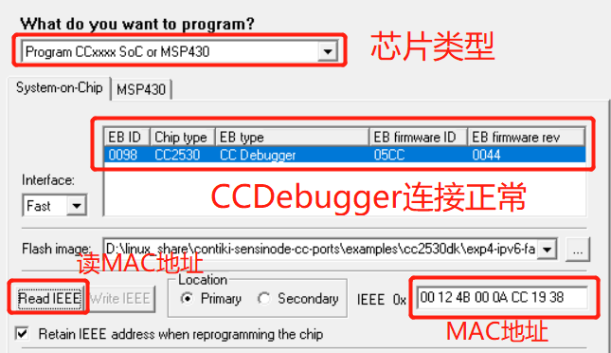 What do you want to program?
Program CCxxxx SoC or MSP430
芯片类型
System-on-Chip
MSP430
EB ID Chip type EB type EB firmware ID EB firmware rev
0098 CC2530 CC Debugger 05CC 0044
Interface:
Fast
CCDebugger连接正常
Flash image: D:\linux_share\contiki-sensinode-cc-ports\examples\cc2530dk\exp4-ipv6-fa ...
读MAC地址
Location
Read IEEE Write IEEE Primary Secondary IEEE 0x 00 12 4B 00 0A CC 19 38
MAC地址
Retain IEEE address when reprogramming the chip